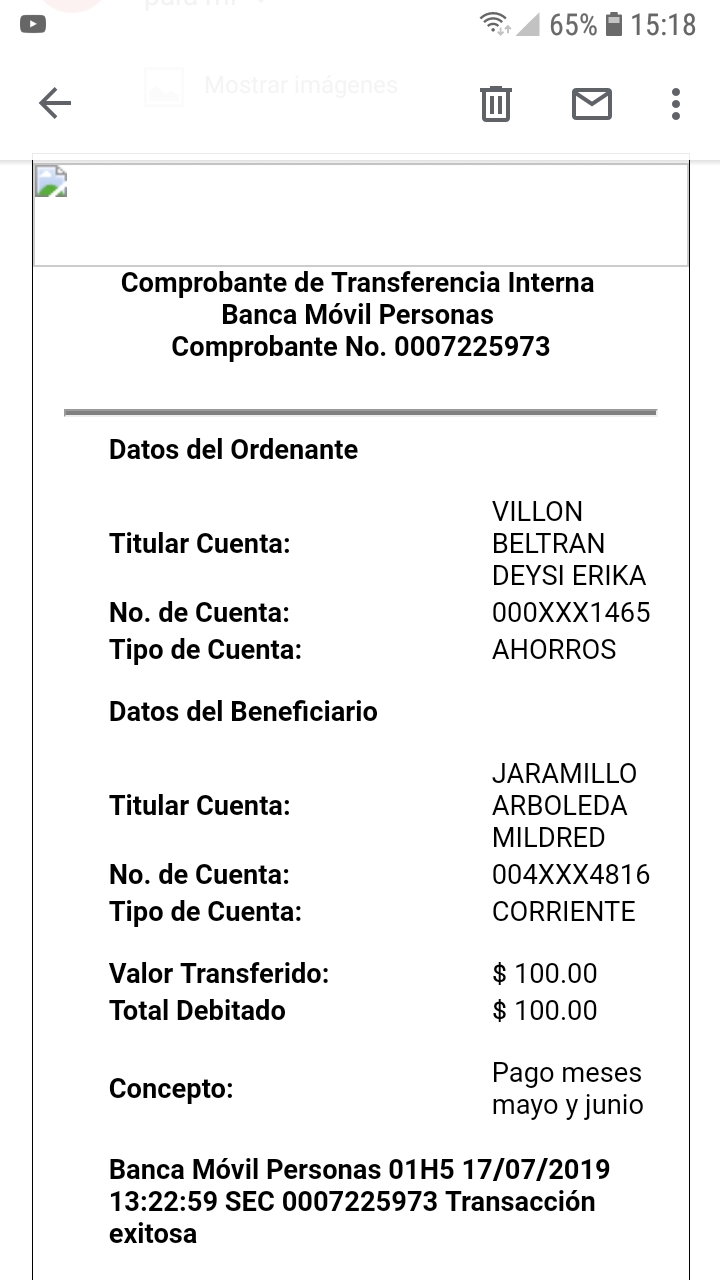 para mí
65% 15:18
Mostrar imágenes
Comprobante de Transferencia Interna
Banca Móvil Personas
Comprobante No. 0007225973
Datos del Ordenante
Titular Cuenta: VILLON BELTRAN DEYSI ERIKA
No. de Cuenta: 000XXX1465
Tipo de Cuenta: AHORROS
Datos del Beneficiario
Titular Cuenta: JARAMILLO ARBOLEDA MILDRED
No. de Cuenta: 004XXX4816
Tipo de Cuenta: CORRIENTE
Valor Transferido: $ 100.00
Total Debitado $ 100.00
Concepto: Pago meses mayo y junio
Banca Móvil Personas 01H5 17/07/2019
13:22:59 SEC 0007225973 Transacción
exitosa